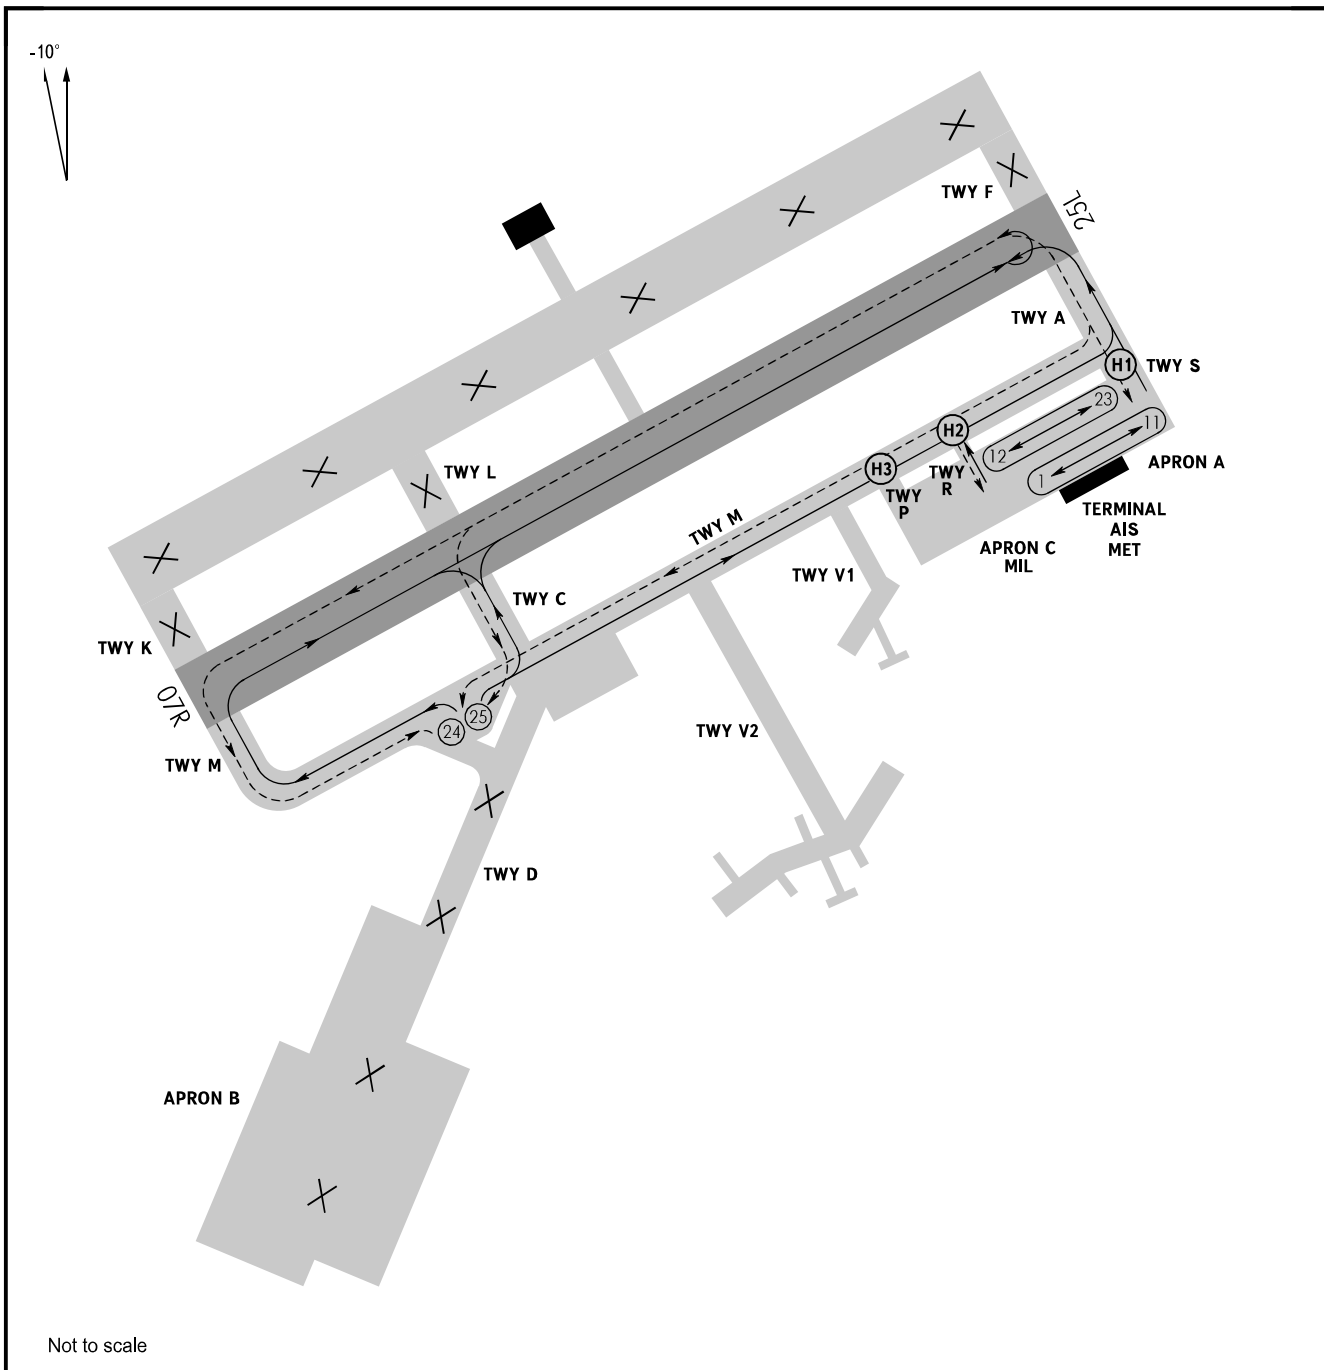 -10°
TWY F
25L
TWY A
H1
TWY S
23
11
H2
12
1
APRON A
H3
TWY
R
TWY
P
TERMINAL
AIS
MET
APRON C
MIL
TWY L
TWY M
TWY V1
TWY C
TWY K
07R
25
24
TWY M
TWY V2
TWY D
APRON B
Not to scale